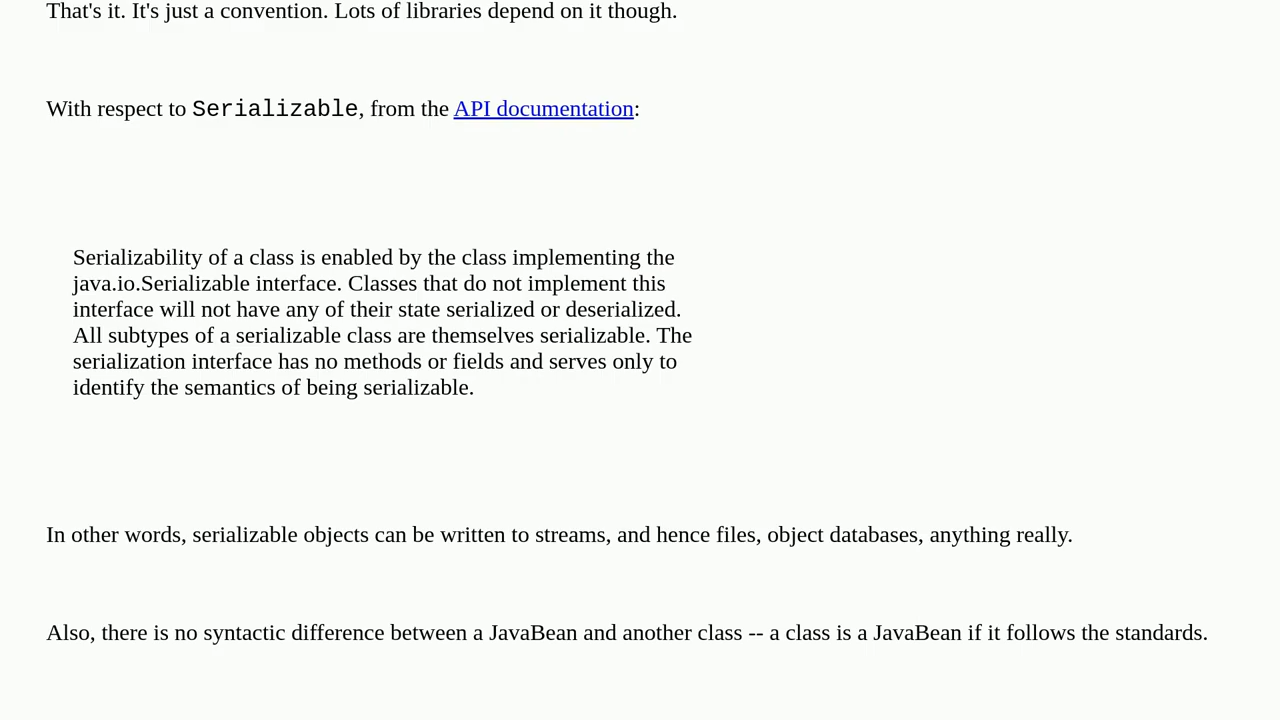 That's it. It's just a convention. Lots of libraries depend on it though.
With respect to Serializable, from the API documentation:
Serializability of a class is enabled by the class implementing the
java.io.Serializable interface. Classes that do not implement this
interface will not have any of their state serialized or deserialized.
All subtypes of a serializable class are themselves serializable. The
serialization interface has no methods or fields and serves only to
identify the semantics of being serializable.
In other words, serializable objects can be written to streams, and hence files, object databases, anything really.
Also, there is no syntactic difference between a JavaBean and another class -- a class is a JavaBean if it follows the standards.